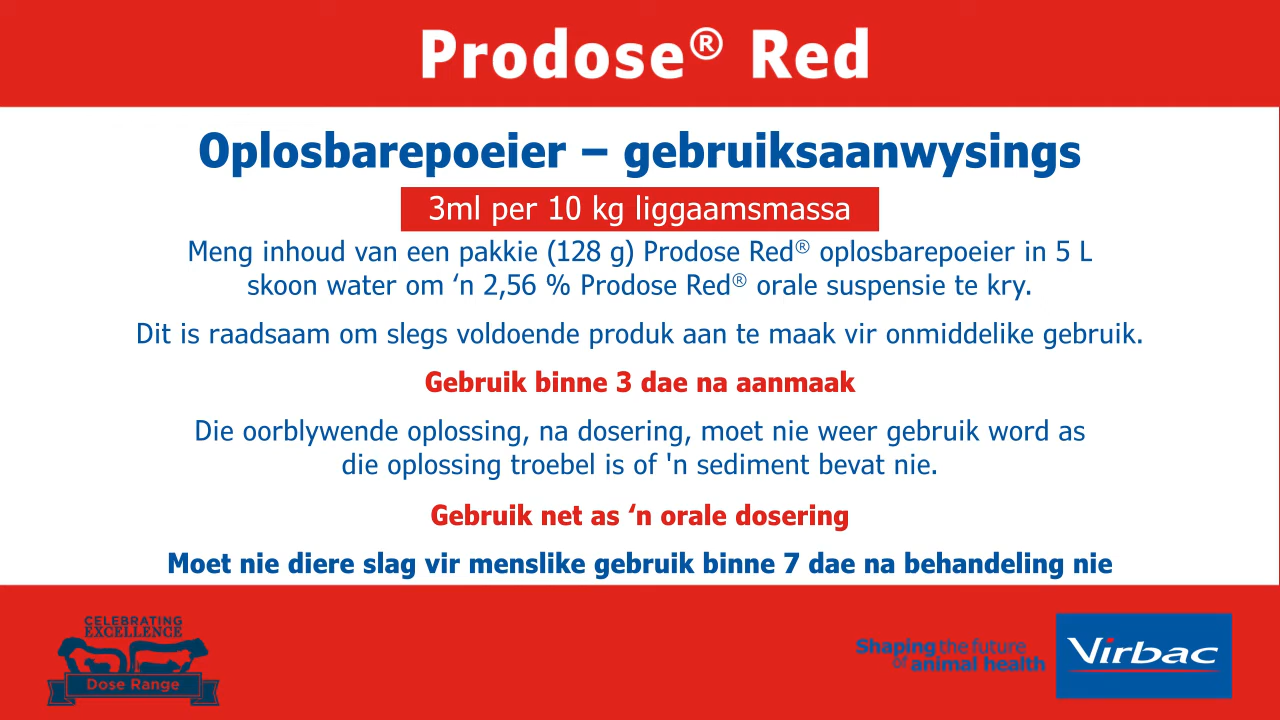 Prodose® Red
Oplosbarepoeier – gebruiksaanwysings
3ml per 10 kg liggaamsmassa
Meng inhoud van een pakkie (128 g) Prodose Red® oplosbarepoeier in 5 L
skoon water om ‘n 2,56 % Prodose Red® orale suspensie te kry.
Dit is raadsaam om slegs voldoende produk aan te maak vir onmiddelike gebruik.
Gebruik binne 3 dae na aanmaak
Die oorblywende oplossing, na dosering, moet nie weer gebruik word as
die oplossing troebel is of 'n sediment bevat nie.
Gebruik net as ‘n orale dosering
Moet nie diere slag vir menslike gebruik binne 7 dae na behandeling nie
CELEBRATING
EXCELLENCE
Dose Range
Shaping the future
of animal health
Virbac